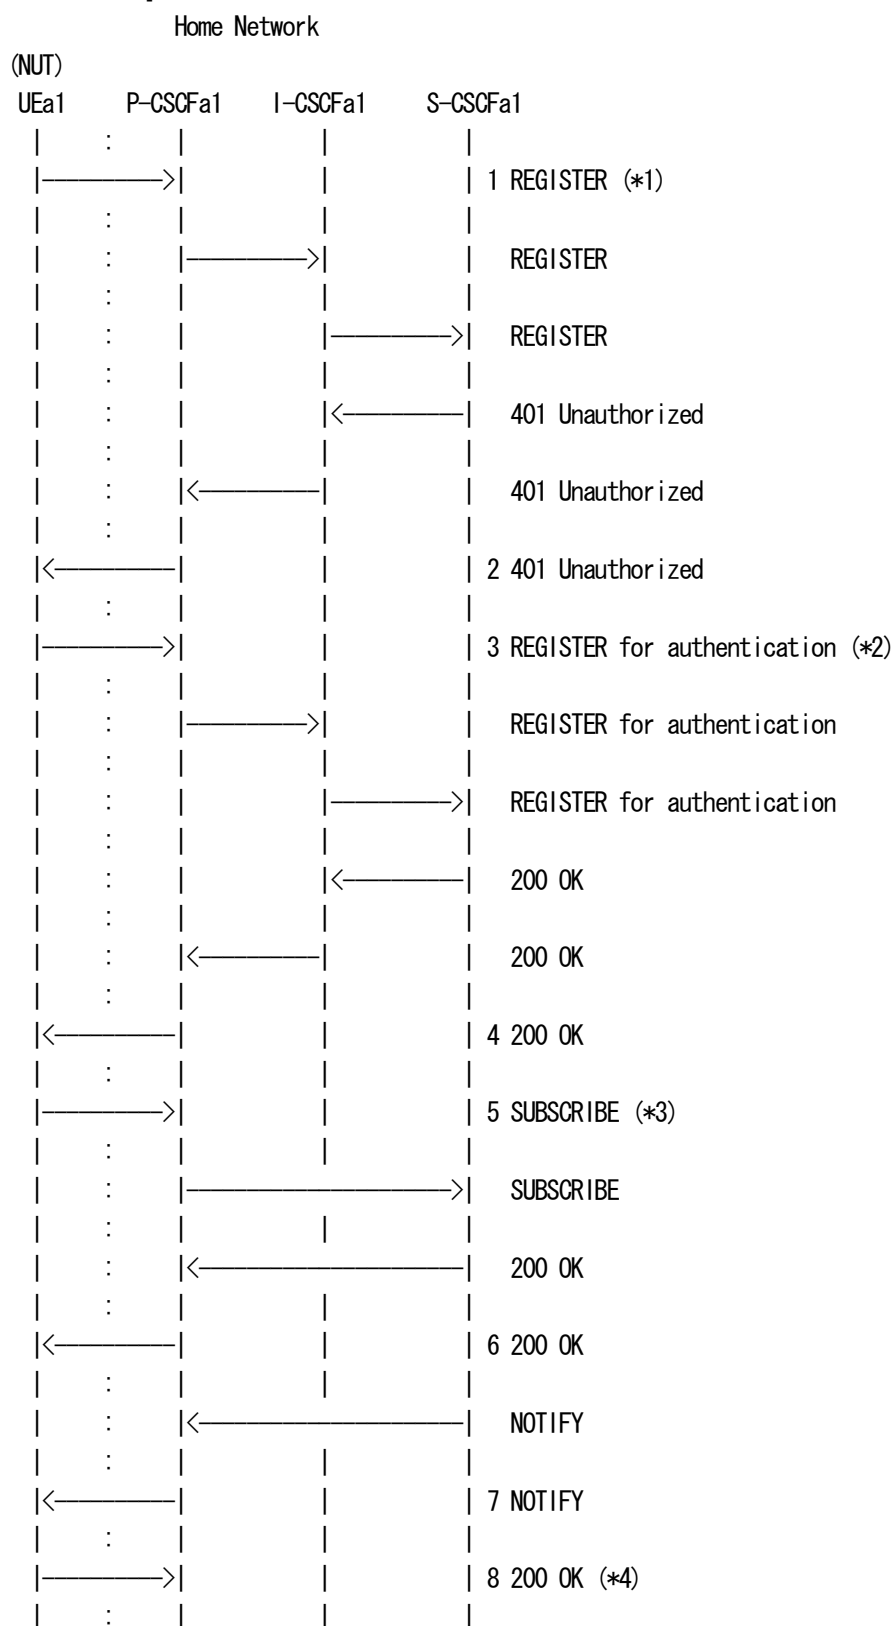 Home Network
(NUT)
UEa1 P-CSCFa1 I-CSCFa1 S-CSCFa1
1 REGISTER (*1)
REGISTER
REGISTER
401 Unauthorized
401 Unauthorized
2 401 Unauthorized
3 REGISTER for authentication (*2)
REGISTER for authentication
REGISTER for authentication
200 OK
200 OK
4 200 OK
5 SUBSCRIBE (*3)
SUBSCRIBE
200 OK
6 200 OK
NOTIFY
7 NOTIFY
8 200 OK (*4)